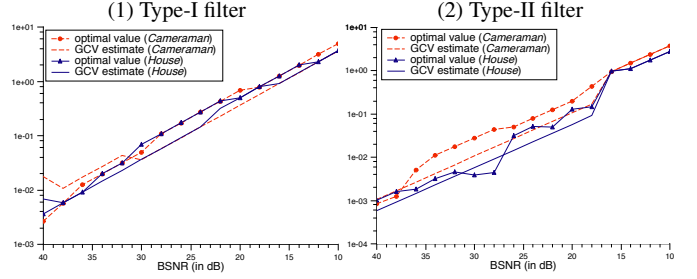 (1) Type-I filter
optimal value (Cameraman)
GCV estimate (Cameraman)
optimal value (House)
GCV estimate (House)
1e+01
1e+00
1e-01
1e-02
1e-03
40 35 30 25 20 15 10
BSNR (in dB)
(2) Type-II filter
optimal value (Cameraman)
GCV estimate (Cameraman)
optimal value (House)
GCV estimate (House)
1e+01
1e+00
1e-01
1e-02
1e-03
1e-04
40 35 30 25 20 15 10
BSNR (in dB)